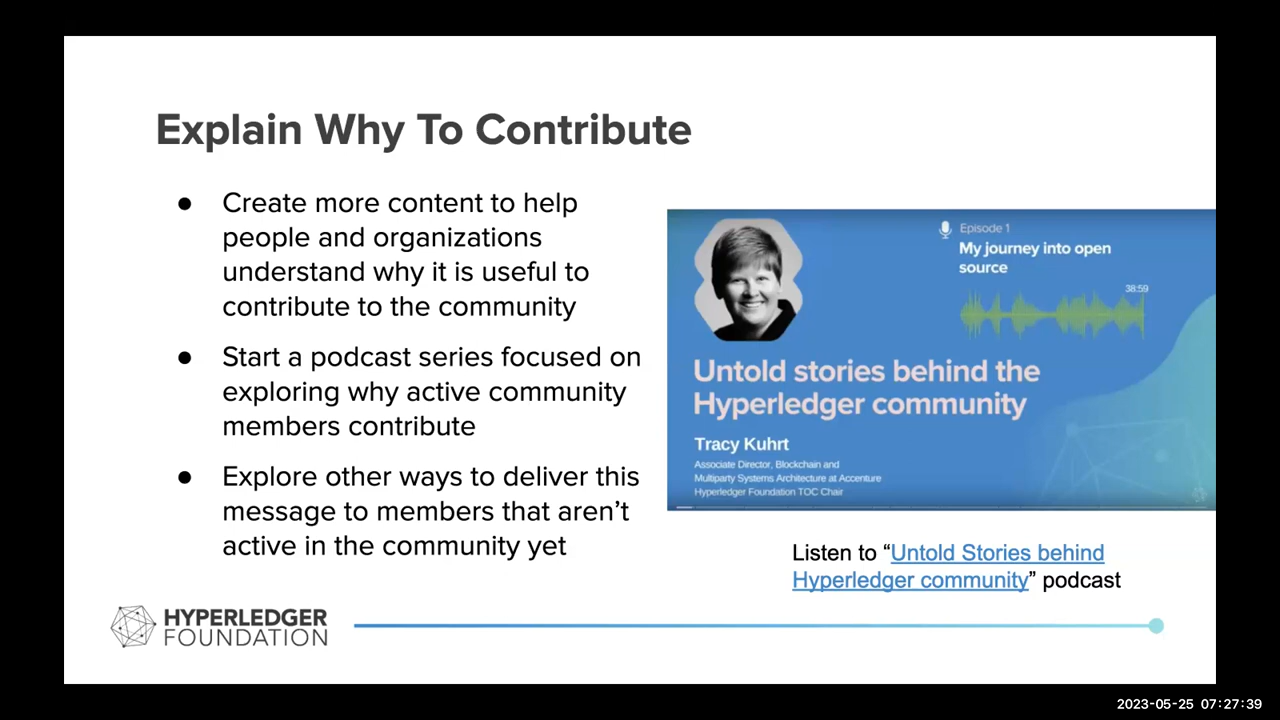 Explain Why To Contribute
● Create more content to help
people and organizations
understand why it is useful to
contribute to the community
● Start a podcast series focused on
exploring why active community
members contribute
● Explore other ways to deliver this
message to members that aren’t
active in the community yet
Episode 1
My journey into open
source
38:59
Untold stories behind the
Hyperledger community
Tracy Kuhrt
Associate Director, Blockchain and
Multiparty Systems Architecture at Accenture
Hyperledger Foundation TOC Chair
Listen to “Untold Stories behind
Hyperledger community” podcast
HYPERLEDGER
FOUNDATION
2023-05-25 07:27:39